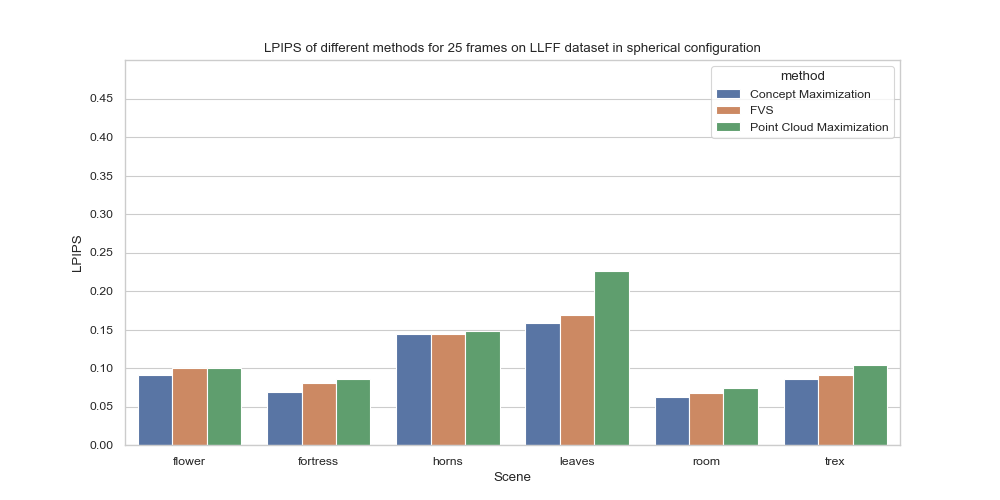 LPIPS of different methods for 25 frames on LLFF dataset in spherical configuration
method
Concept Maximization
FVS
Point Cloud Maximization
LPIPS
0.45
0.40
0.35
0.30
0.25
0.20
0.15
0.10
0.05
0.00
flower fortress horns leaves room trex
Scene